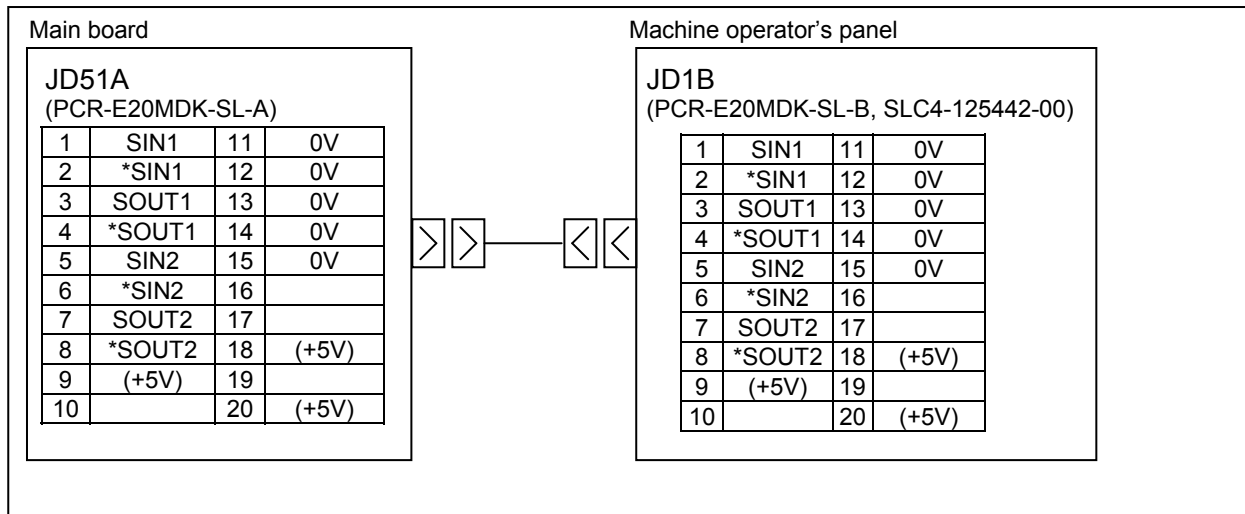 Main board
Machine operator’s panel
JD51A
(PCR-E20MDK-SL-A)
1 SIN1 11 0V
2 *SIN1 12 0V
3 SOUT1 13 0V
4 *SOUT1 14 0V
5 SIN2 15 0V
6 *SIN2 16
7 SOUT2 17
8 *SOUT2 18 (+5V)
9 (+5V) 19
10 20 (+5V)
JD1B
(PCR-E20MDK-SL-B, SLC4-125442-00)
1 SIN1 11 0V
2 *SIN1 12 0V
3 SOUT1 13 0V
4 *SOUT1 14 0V
5 SIN2 15 0V
6 *SIN2 16
7 SOUT2 17
8 *SOUT2 18 (+5V)
9 (+5V) 19
10 20 (+5V)